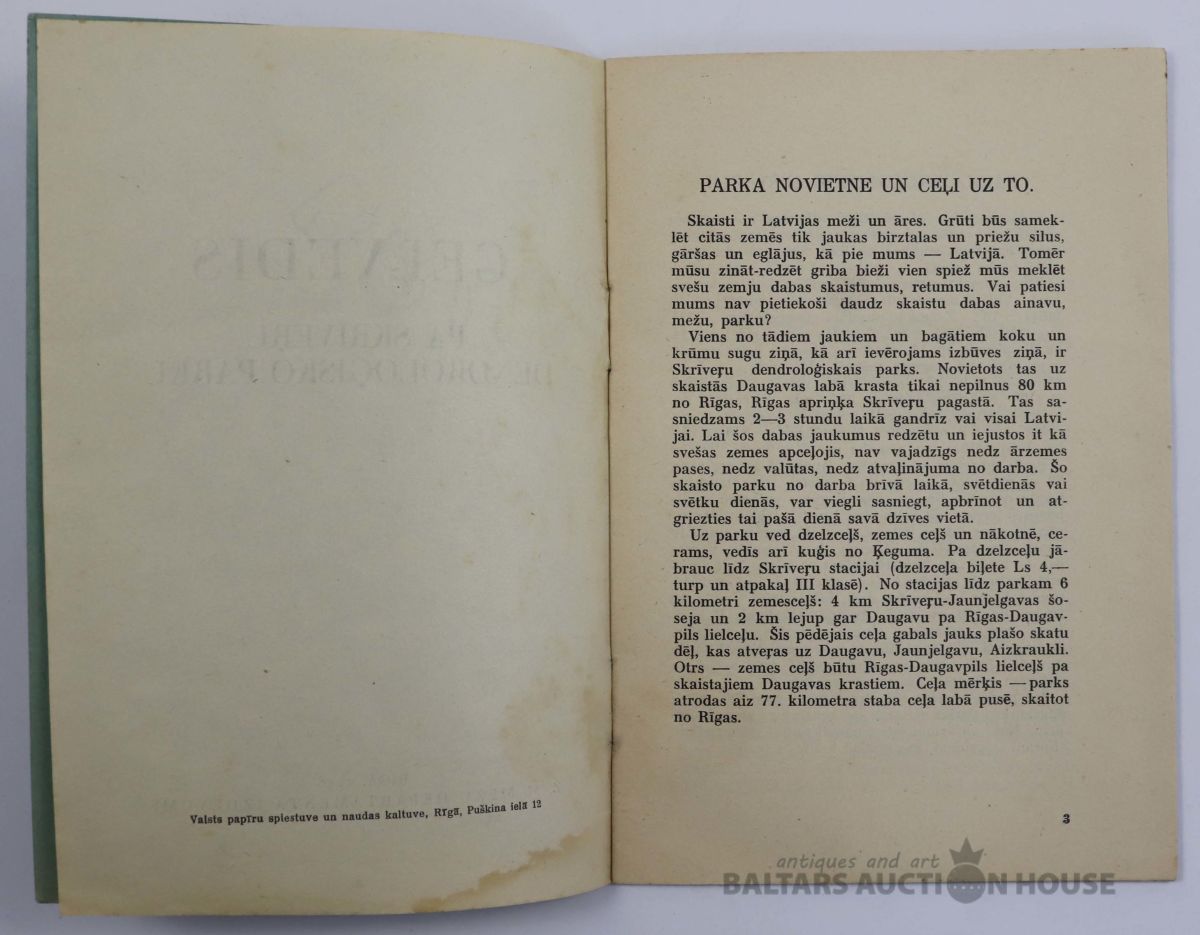 Valsts papīru spiestuve un naudas kaltuve, Rīgā, Puškina ielā 12
PARKA NOVIETNE UN CEĻI UZ TO.
Skaisti ir Latvijas meži un āres. Grūti būs samek-
lēt citās zemēs tik jaukas birztalas un priežu silus,
gāršas un eglājus, kā pie mums — Latvijā. Tomēr
mūsu zināt-redzēt griba bieži vien spiež mūs meklēt
svešu zemju dabas skaistumus, retumus. Vai patiesi
mums nav pietiekoši daudz skaistu dabas ainavu,
mežu, parku?
Viens no tādiem jaukiem un bagātiem koku un
krūmu sugu ziņā, kā arī ievērojams izbūves ziņā, ir
Skrīveŗu dendroloģiskais parks. Novietots tas uz
skaistās Daugavas labā krasta tikai nepilnus 80 km
no Rīgas, Rīgas apriņķa Skrīveŗu pagastā. Tas sa-
sniedzams 2—3 stundu laikā gandrīz vai visai Latvi-
jai. Lai šos dabas jaukumus redzētu un iejustos it kā
svešas zemes apceļojis, nav vajadzīgs nedz ārzemes
pases, nedz valūtas, nedz atvaļinājuma no darba. Šo
skaisto parku no darba brīvā laikā, svētdienās vai
svētku dienās, var viegli sasniegt, apbrīnot un at-
griezties tai pašā dienā savā dzīves vietā.
Uz parku ved dzelzceļš, zemes ceļš un nākotnē, ce-
rams, vedīs arī kuģis no Ķeguma. Pa dzelzceļu jā-
brauc līdz Skrīveŗu stacijai (dzelzceļa biļete Ls 4,—
turp un atpakaļ III klasē). No stacijas līdz parkam 6
kilometri zemesceļš: 4 km Skrīveŗu-Jaunjelgavas šo-
seja un 2 km lejup gar Daugavu pa Rīgas-Daugav-
pils lielceļu. Šis pēdējais ceļa gabals jauks plašo skatu
dēļ, kas atveŗas uz Daugavu, Jaunjelgavu, Aizkraukli.
Otrs — zemes ceļš būtu Rīgas-Daugavpils lielceļš pa
skaistajiem Daugavas krastiem. Ceļa mērķis — parks
atrodas aiz 77. kilometra staba ceļa labā pusē, skaitot
no Rīgas.
3
antiques and art
BALTARS AUCTION HOUSE